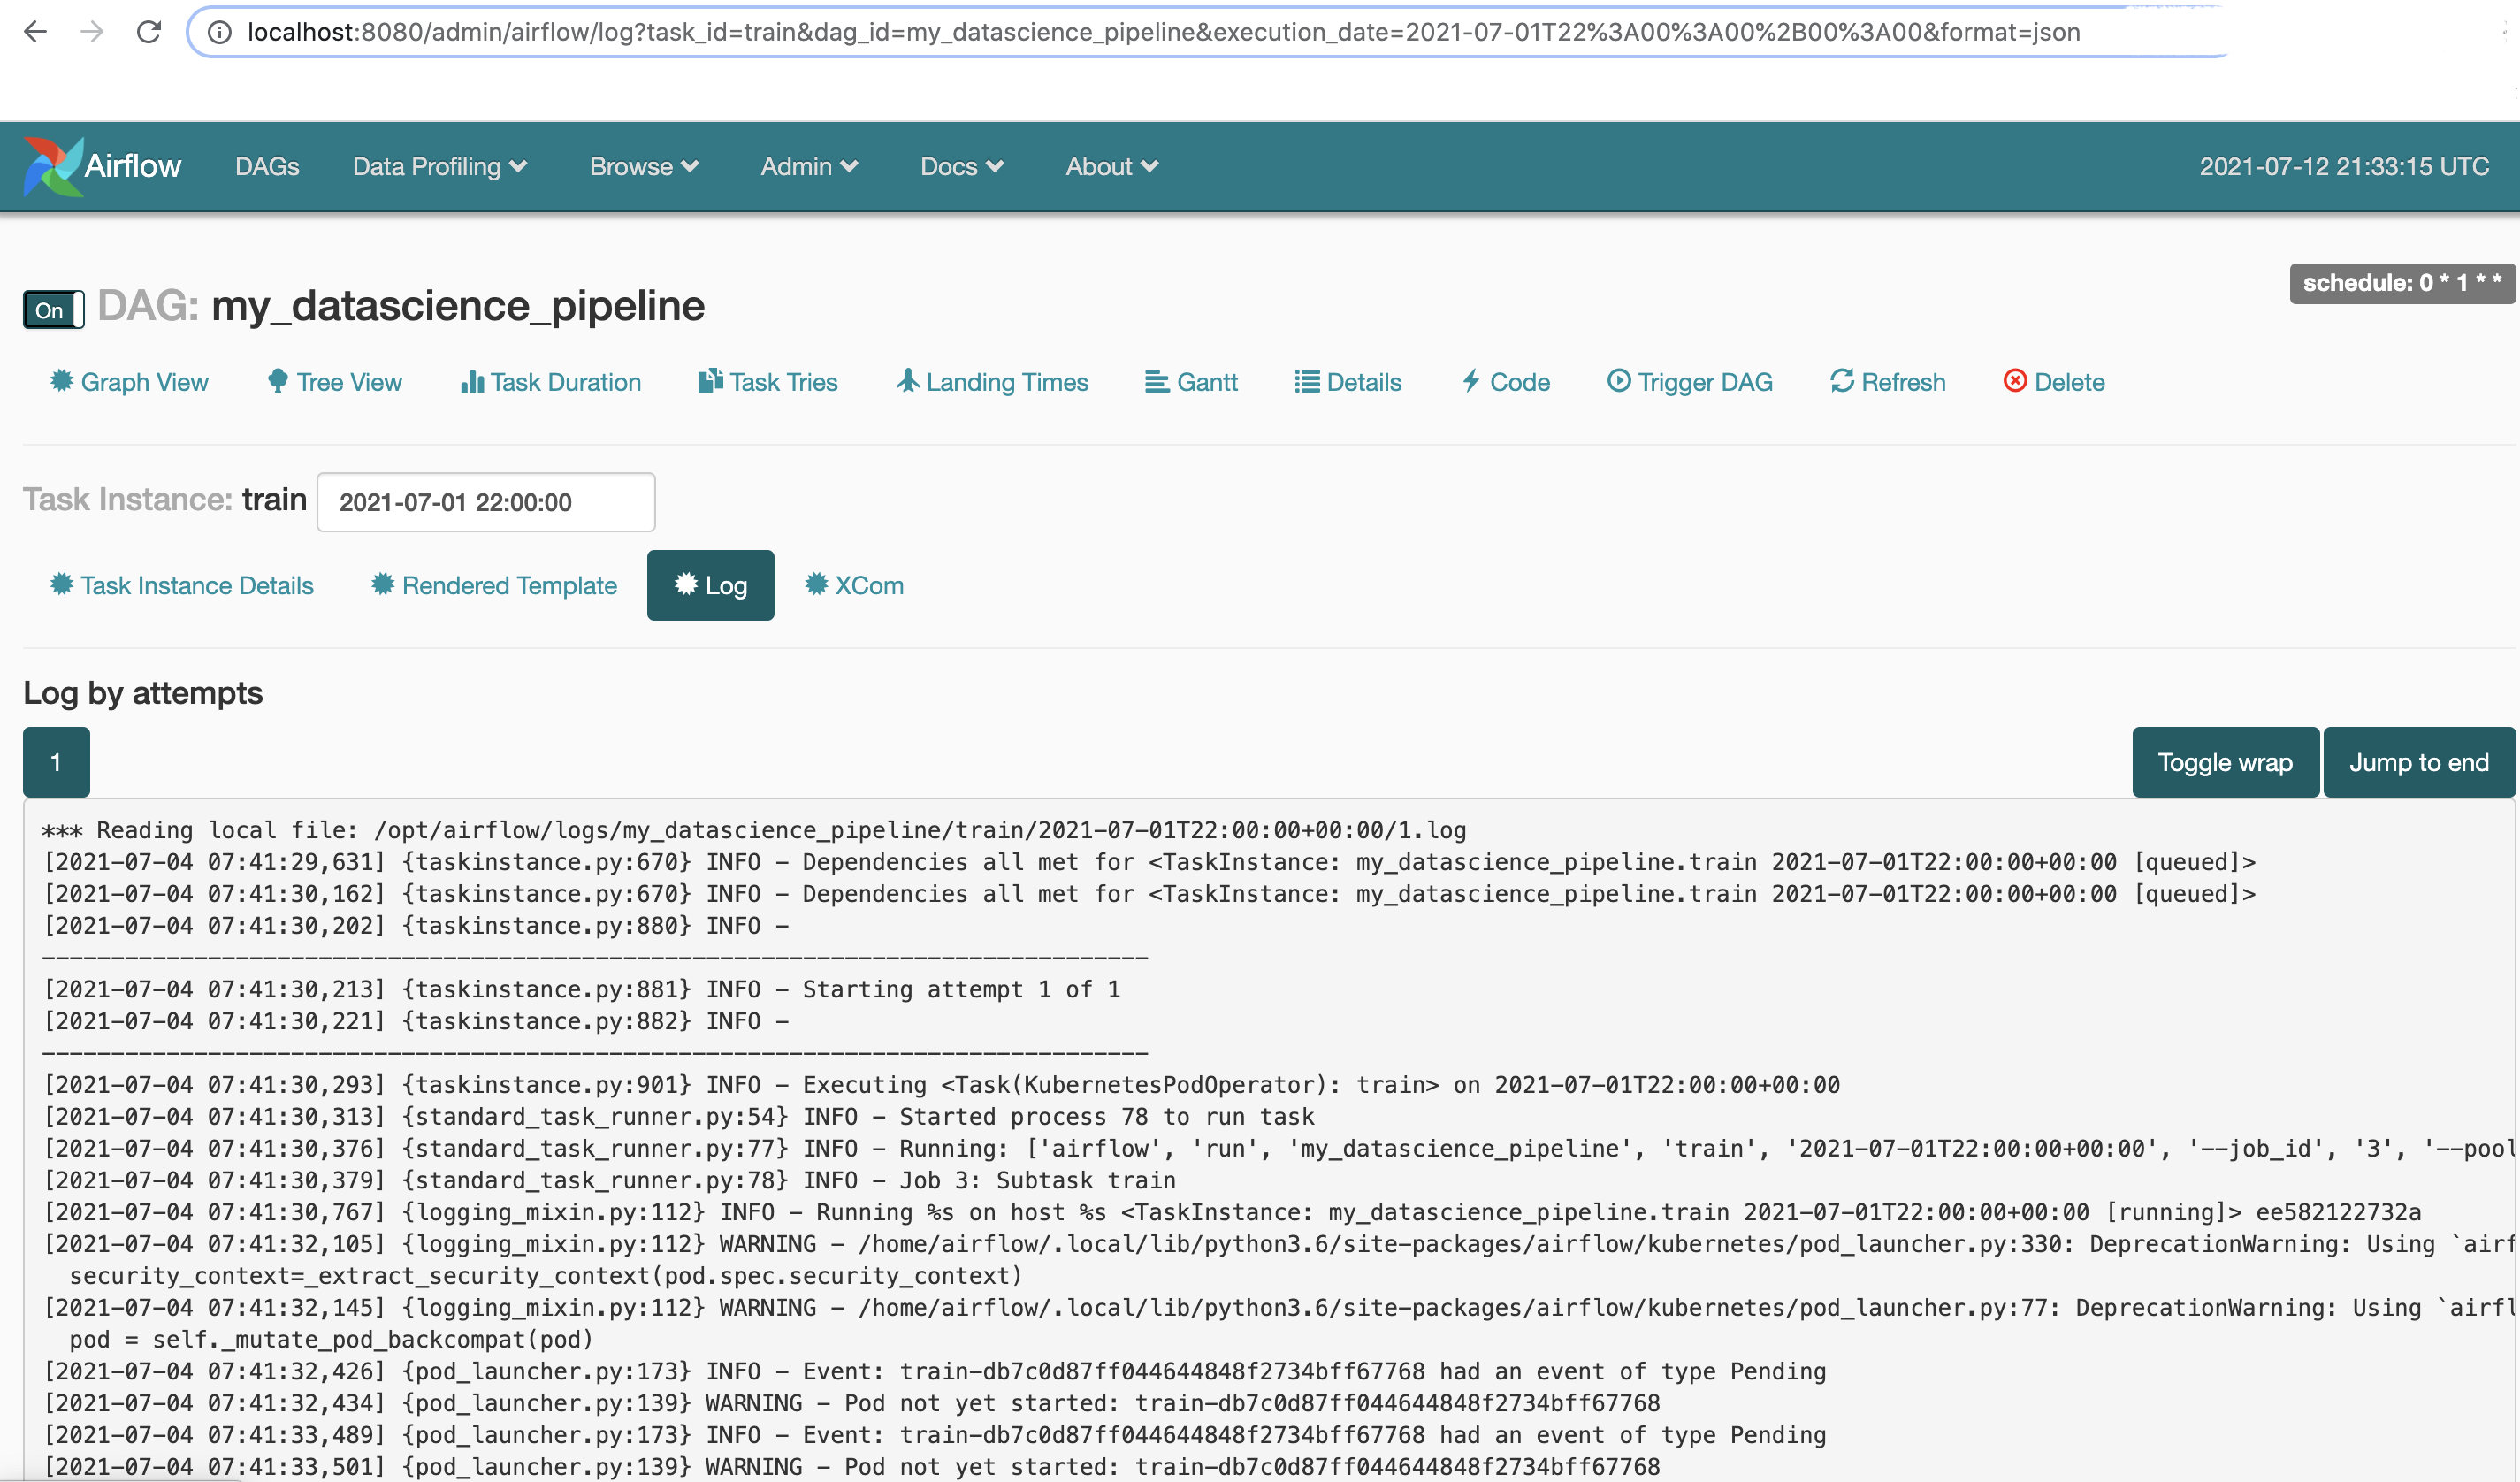 localhost:8080/admin/airflow/log?task_id=train&dag_id=my_datascience_pipeline&execution_date=2021-07-01T22%3A00%3A00%2B00%3A00&format=json
Airflow DAGs Data Profiling Browse Admin Docs About 2021-07-12 21:33:15 UTC
schedule: 0 * 1 * *
On DAG: my_datascience_pipeline
Graph View Tree View Task Duration Task Tries Landing Times Gantt Details Code Trigger DAG Refresh Delete
Task Instance: train 2021-07-01 22:00:00
Task Instance Details Rendered Template Log XCom
Log by attempts
1 Toggle wrap Jump to end
*** Reading local file: /opt/airflow/logs/my_datascience_pipeline/train/2021-07-01T22:00:00+00:00/1.log
[2021-07-04 07:41:29,631] {taskinstance.py:670} INFO - Dependencies all met for <TaskInstance: my_datascience_pipeline.train 2021-07-01T22:00:00+00:00 [queued]>
[2021-07-04 07:41:30,162] {taskinstance.py:670} INFO - Dependencies all met for <TaskInstance: my_datascience_pipeline.train 2021-07-01T22:00:00+00:00 [queued]>
[2021-07-04 07:41:30,202] {taskinstance.py:880} INFO -
--------------------------------------------------------------------------------
[2021-07-04 07:41:30,213] {taskinstance.py:881} INFO - Starting attempt 1 of 1
[2021-07-04 07:41:30,221] {taskinstance.py:882} INFO -
--------------------------------------------------------------------------------
[2021-07-04 07:41:30,293] {taskinstance.py:901} INFO - Executing <Task(KubernetesPodOperator): train> on 2021-07-01T22:00:00+00:00
[2021-07-04 07:41:30,313] {standard_task_runner.py:54} INFO - Started process 78 to run task
[2021-07-04 07:41:30,376] {standard_task_runner.py:77} INFO - Running: ['airflow', 'run', 'my_datascience_pipeline', 'train', '2021-07-01T22:00:00+00:00', '--job_id', '3', '--pool
[2021-07-04 07:41:30,379] {standard_task_runner.py:78} INFO - Job 3: Subtask train
[2021-07-04 07:41:30,767] {logging_mixin.py:112} INFO - Running %s on host %s <TaskInstance: my_datascience_pipeline.train 2021-07-01T22:00:00+00:00 [running]> ee582122732a
[2021-07-04 07:41:32,105] {logging_mixin.py:112} WARNING - /home/airflow/.local/lib/python3.6/site-packages/airflow/kubernetes/pod_launcher.py:330: DeprecationWarning: Using `airf
security_context=_extract_security_context(pod.spec.security_context)
[2021-07-04 07:41:32,145] {logging_mixin.py:112} WARNING - /home/airflow/.local/lib/python3.6/site-packages/airflow/kubernetes/pod_launcher.py:77: DeprecationWarning: Using `airfl
pod = self._mutate_pod_backcompat(pod)
[2021-07-04 07:41:32,426] {pod_launcher.py:173} INFO - Event: train-db7c0d87ff044644848f2734bff67768 had an event of type Pending
[2021-07-04 07:41:32,434] {pod_launcher.py:139} WARNING - Pod not yet started: train-db7c0d87ff044644848f2734bff67768
[2021-07-04 07:41:33,489] {pod_launcher.py:173} INFO - Event: train-db7c0d87ff044644848f2734bff67768 had an event of type Pending
[2021-07-04 07:41:33,501] {pod_launcher.py:139} WARNING - Pod not yet started: train-db7c0d87ff044644848f2734bff67768